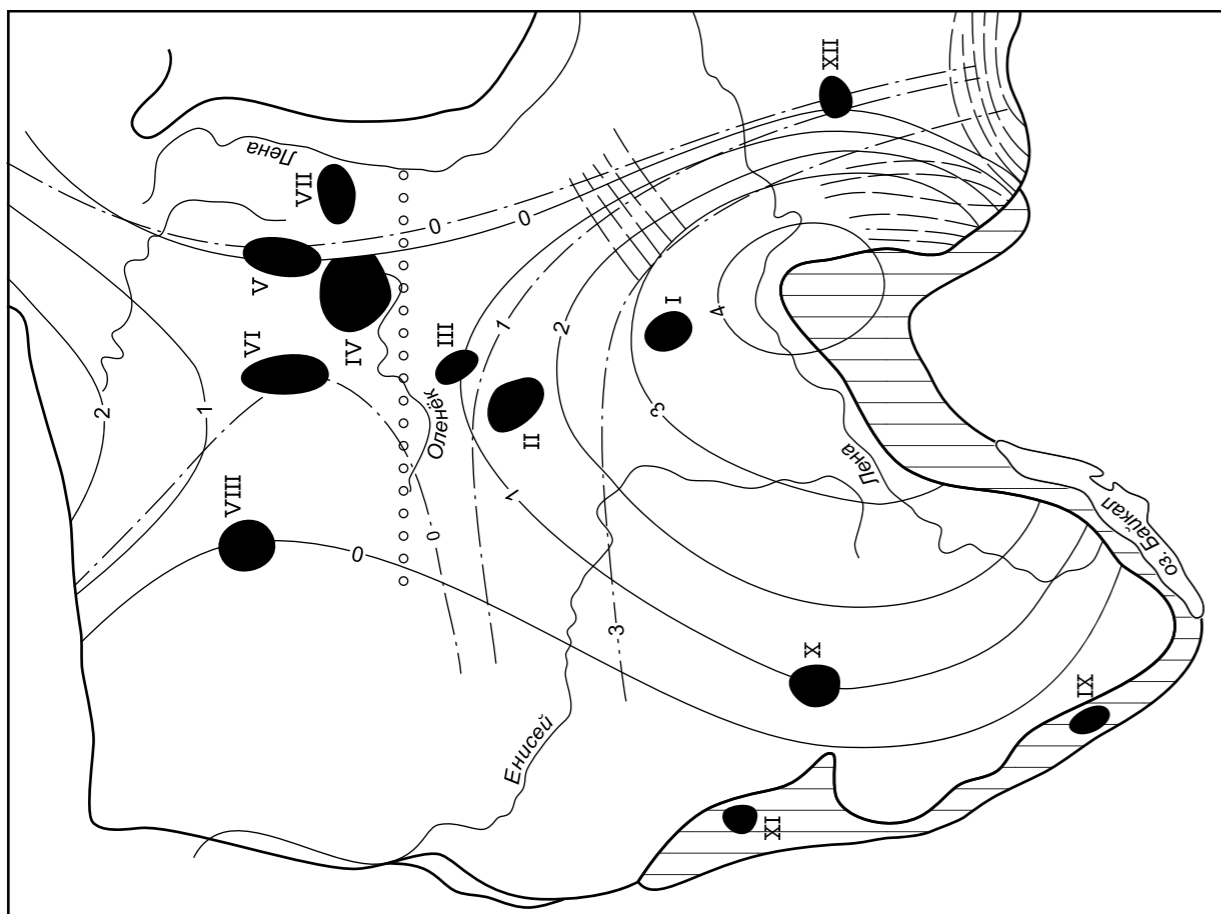 XII
Лена
VII
0
0
V
VI
IV
III
1
2
I
4
2
1
Оленёк
II
3
Лена
VIII
1
0
0
оз. Байкал
3
X
IX
Енисей
XI